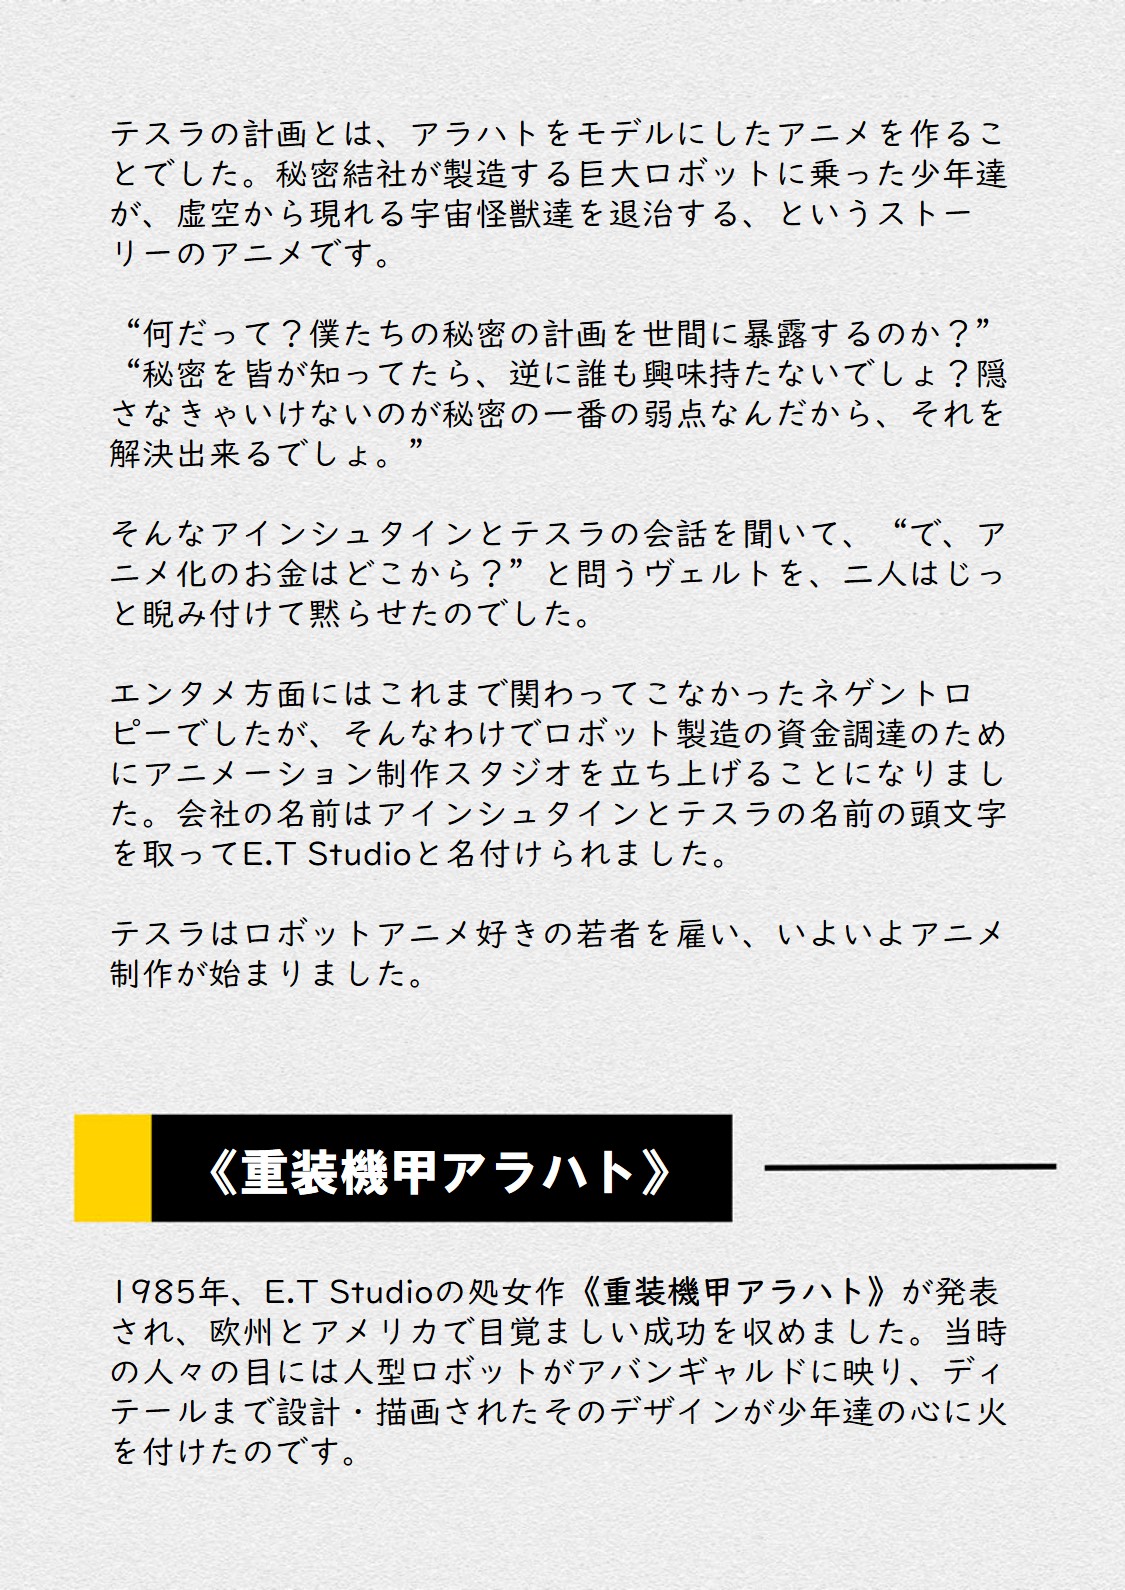 テスラの計画とは、アラハトをモデルにしたアニメを作るこ
とでした。秘密結社が製造する巨大ロボットに乗った少年達
が、虚空から現れる宇宙怪獣達を退治する、というストー
リーのアニメです。
“何だって？僕たちの秘密の計画を世間に暴露するのか？”
“秘密を皆が知ってたら、逆に誰も興味持たないでしょ？隠
さなきゃいけないのが秘密の一番の弱点なんだから、それを
解決出来るでしょ。”
そんなアインシュタインとテスラの会話を聞いて、“で、ア
ニメ化のお金はどこから？”と問うヴェルトを、二人はじっ
と睨み付けて黙らせたのでした。
エンタメ方面にはこれまで関わってこなかったネゲントロ
ピーでしたが、そんなわけでロボット製造の資金調達のため
にアニメーション制作スタジオを立ち上げることになりまし
た。会社の名前はアインシュタインとテスラの名前の頭文字
を取ってE.T Studioと名付けられました。
テスラはロボットアニメ好きの若者を雇い、いよいよアニメ
制作が始まりました。
《重装機甲アラハト》
1985年、E.T Studioの処女作《重装機甲アラハト》が発表
され、欧州とアメリカで目覚ましい成功を収めました。当時
の人々の目には人型ロボットがアバンギャルドに映り、ディ
テールまで設計・描画されたそのデザインが少年達の心に火
を付けたのです。